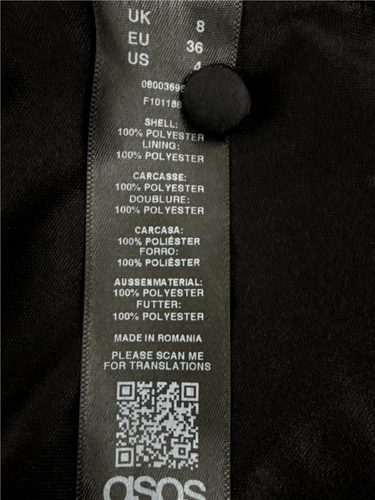 UK 8
EU 36
US 4
SHELL:
100% POLYESTER
LINING:
100% POLYESTER
CARCASSE:
100% POLYESTER
DOUBLURE:
100% POLYESTER
CARCASA:
100% POLIÉSTER
FORRO:
100% POLIÉSTER
AUSSENMATERIAL:
100% POLYESTER
FUTTER:
100% POLYESTER
MADE IN ROMANIA
PLEASE SCAN ME
FOR TRANSLATIONS
asos